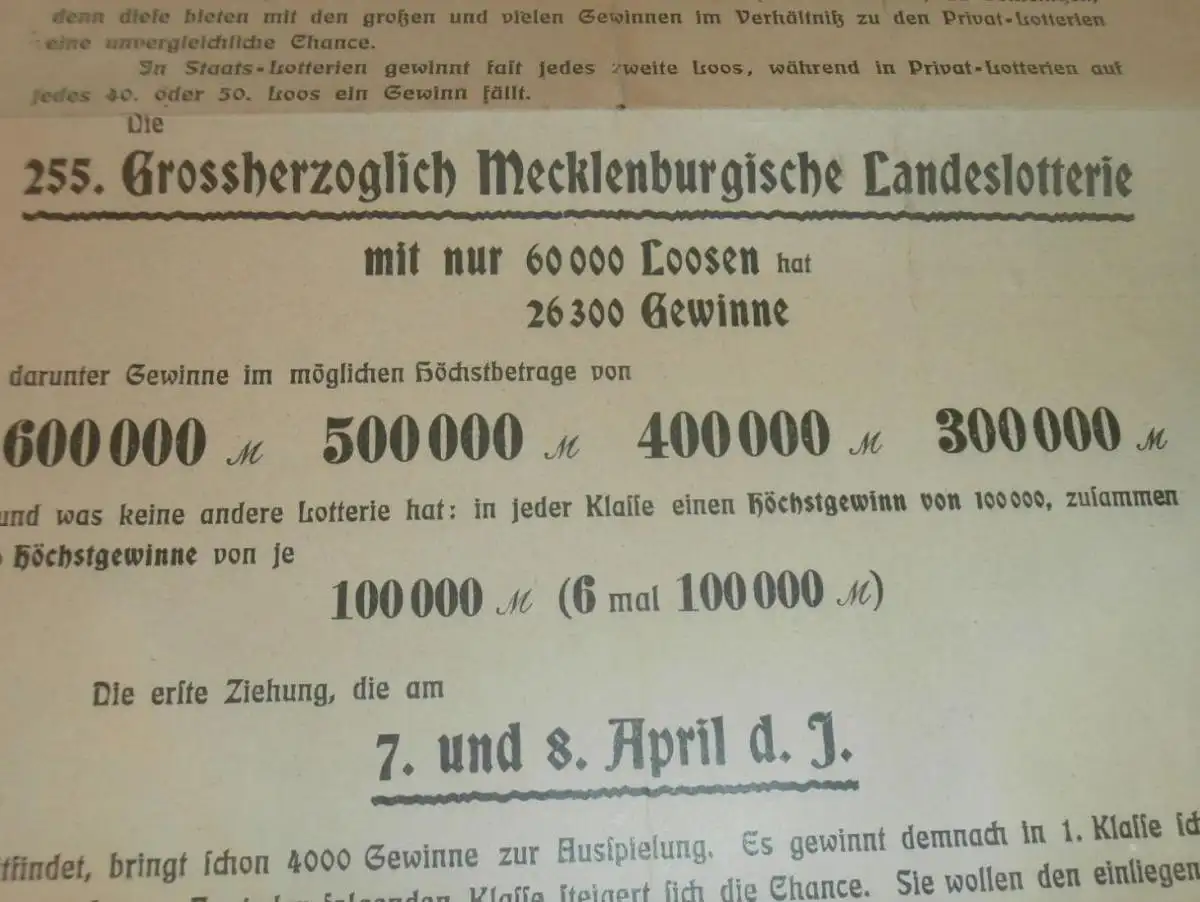 denn dieſe bieten mit den großen und vielen Gewinnen im Verhältniß zu den Privat-Lotterien
eine unvergleichliche Chance.
In Staats-Lotterien gewinnt faſt jedes zweite Loos, während in Privat-Lotterien auf
jedes 40. oder 50. Loos ein Gewinn fällt.
Die
255. Grossherzoglich Mecklenburgische Landeslotterie
mit nur 60000 Loosen hat
26300 Gewinne
darunter Gewinne im möglichen Höchſtbetrage von
600000 M 500000 M 400000 M 300000 M
und was keine andere Lotterie hat: in jeder Klaſſe einen Höchstgewinn von 100000, zuſammen
Höchstgewinne von je
100000 M (6 mal 100000 M)
Die erſte Ziehung, die am
7. und 8. April d. J.
ttfindet, bringt ſchon 4000 Gewinne zur Ausſpielung. Es gewinnt demnach in 1. Klaſſe ſch
folgenden Klaſſe ſteigert ſich die Chance. Sie wollen den einliegen